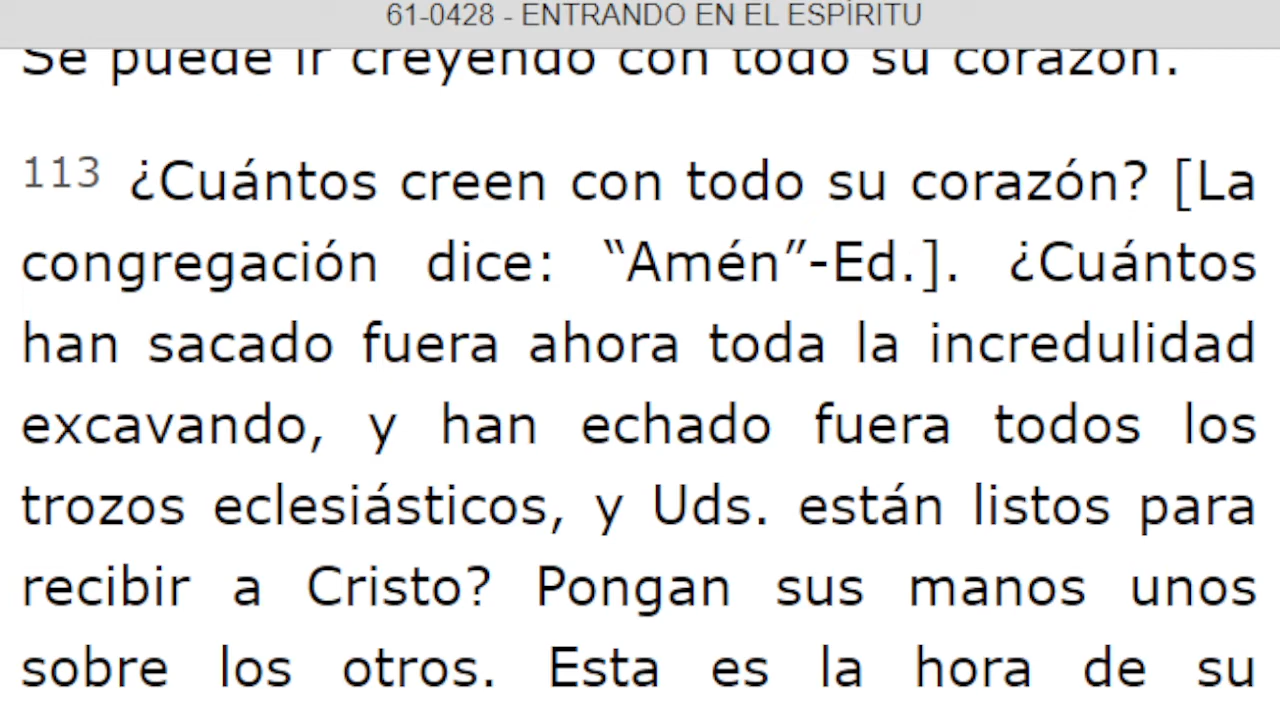 61-0428 - ENTRANDO EN EL ESPÍRITU
Se puede ir creyendo con todo su corazón.
113 ¿Cuántos creen con todo su corazón? [La
congregación dice: “Amén”-Ed.]. ¿Cuántos
han sacado fuera ahora toda la incredulidad
excavando, y han echado fuera todos los
trozos eclesiásticos, y Uds. están listos para
recibir a Cristo? Pongan sus manos unos
sobre los otros. Esta es la hora de su